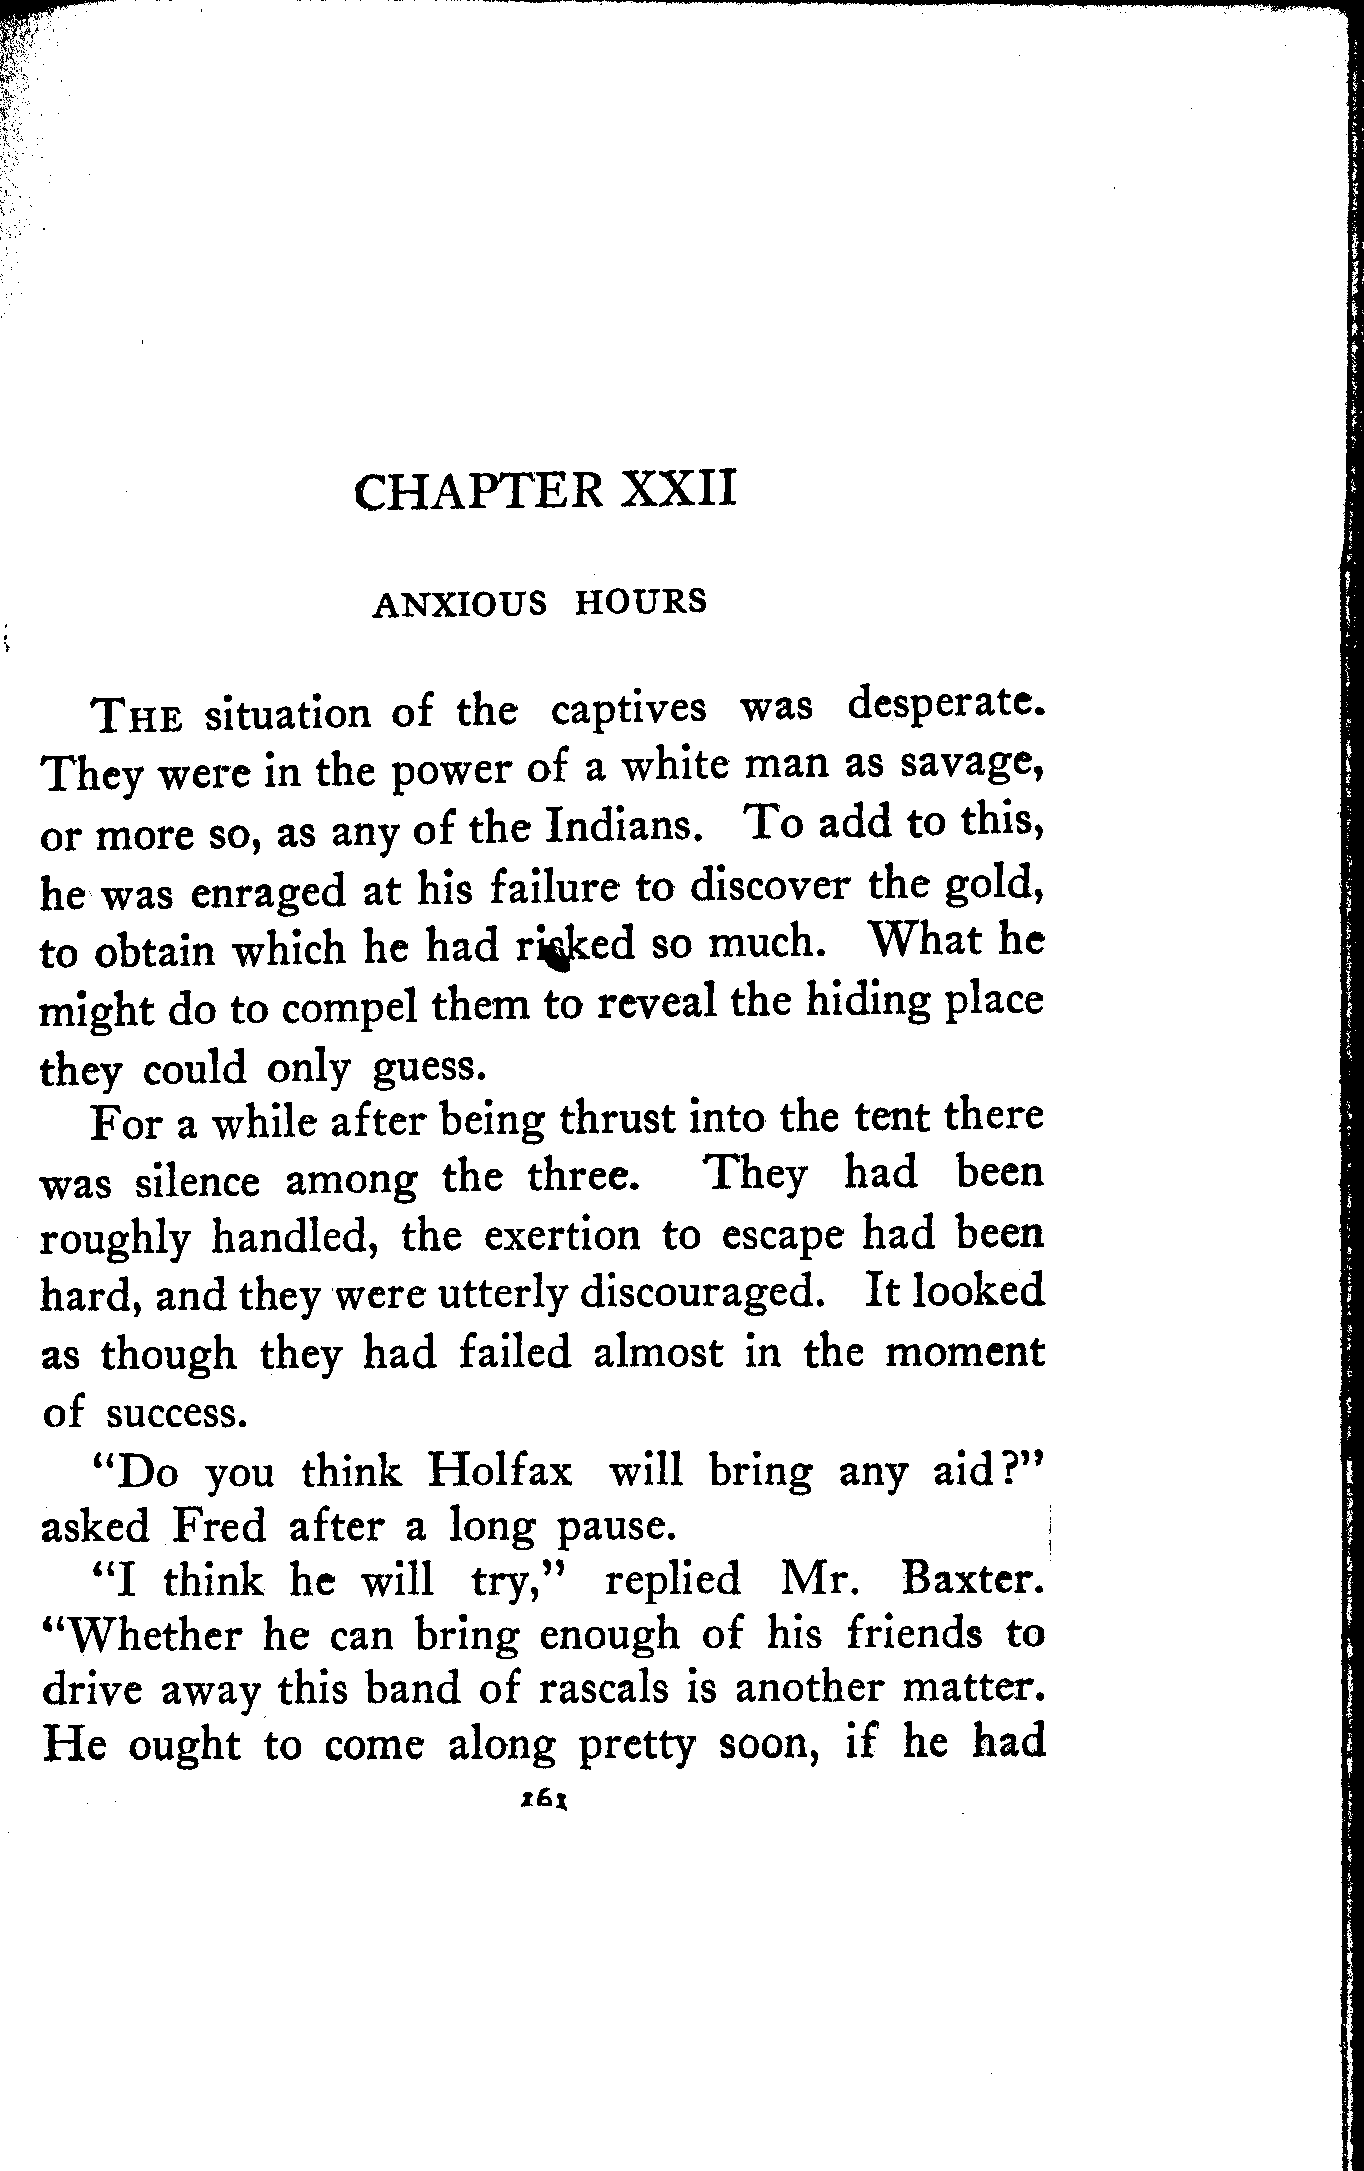 CHAPTER XXII
ANXIOUS HOURS
THE situation of the captives was desperate.
They were in the power of a white man as savage,
or more so, as any of the Indians. To add to this,
he was enraged at his failure to discover the gold,
to obtain which he had risked so much. What he
might do to compel them to reveal the hiding place
they could only guess.
For a while after being thrust into the tent there
was silence among the three. They had been
roughly handled, the exertion to escape had been
hard, and they were utterly discouraged. It looked
as though they had failed almost in the moment
of success.
"Do you think Holfax will bring any aid?"
asked Fred after a long pause.
"I think he will try," replied Mr. Baxter.
"Whether he can bring enough of his friends to
drive away this band of rascals is another matter.
He ought to come along pretty soon, if he had
161